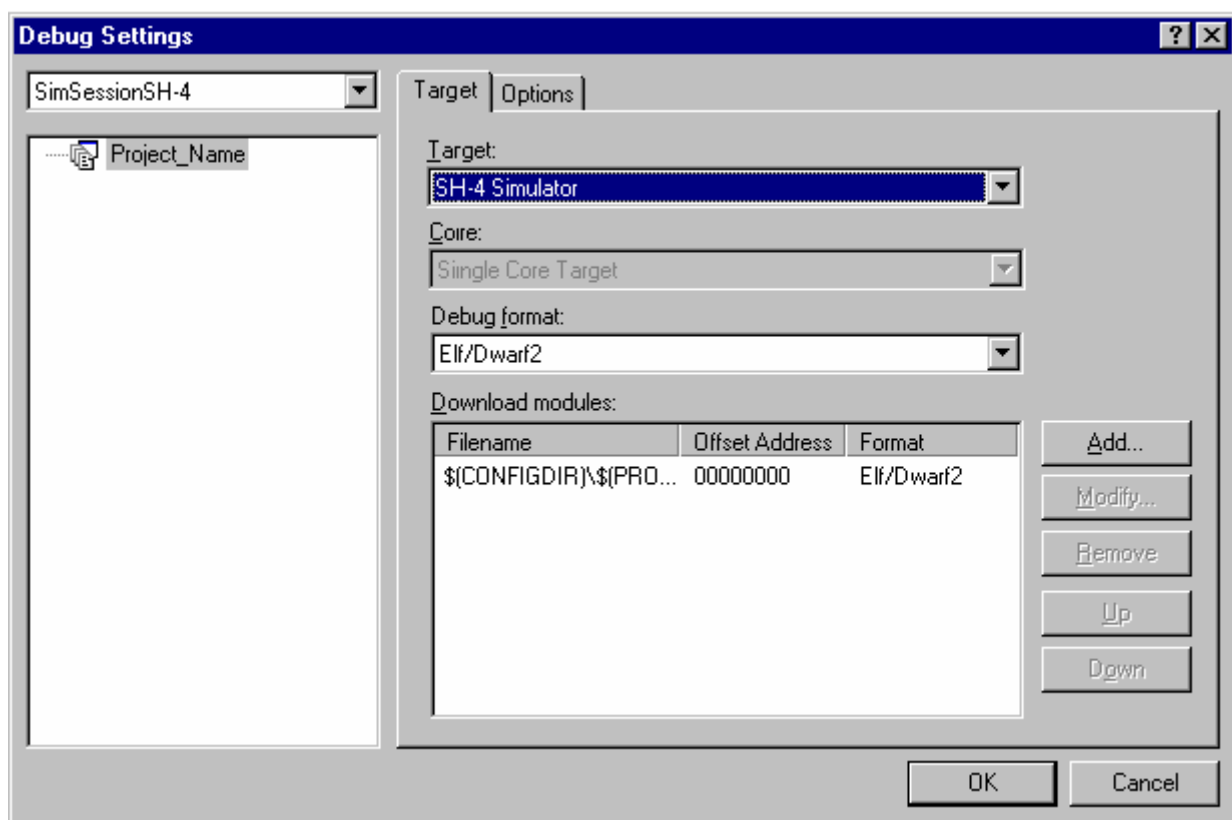 Debug Settings
SimSessionSH-4
Project_Name
Target Options
Target:
SH-4 Simulator
Core:
Siingle Core Target
Debug format:
Elf/Dwarf2
Download modules:
Filename Offset Address Format
$(CONFIGDIR)\$(PRO... 00000000 Elf/Dwarf2
Add...
Modify...
Remove
Up
Down
OK Cancel